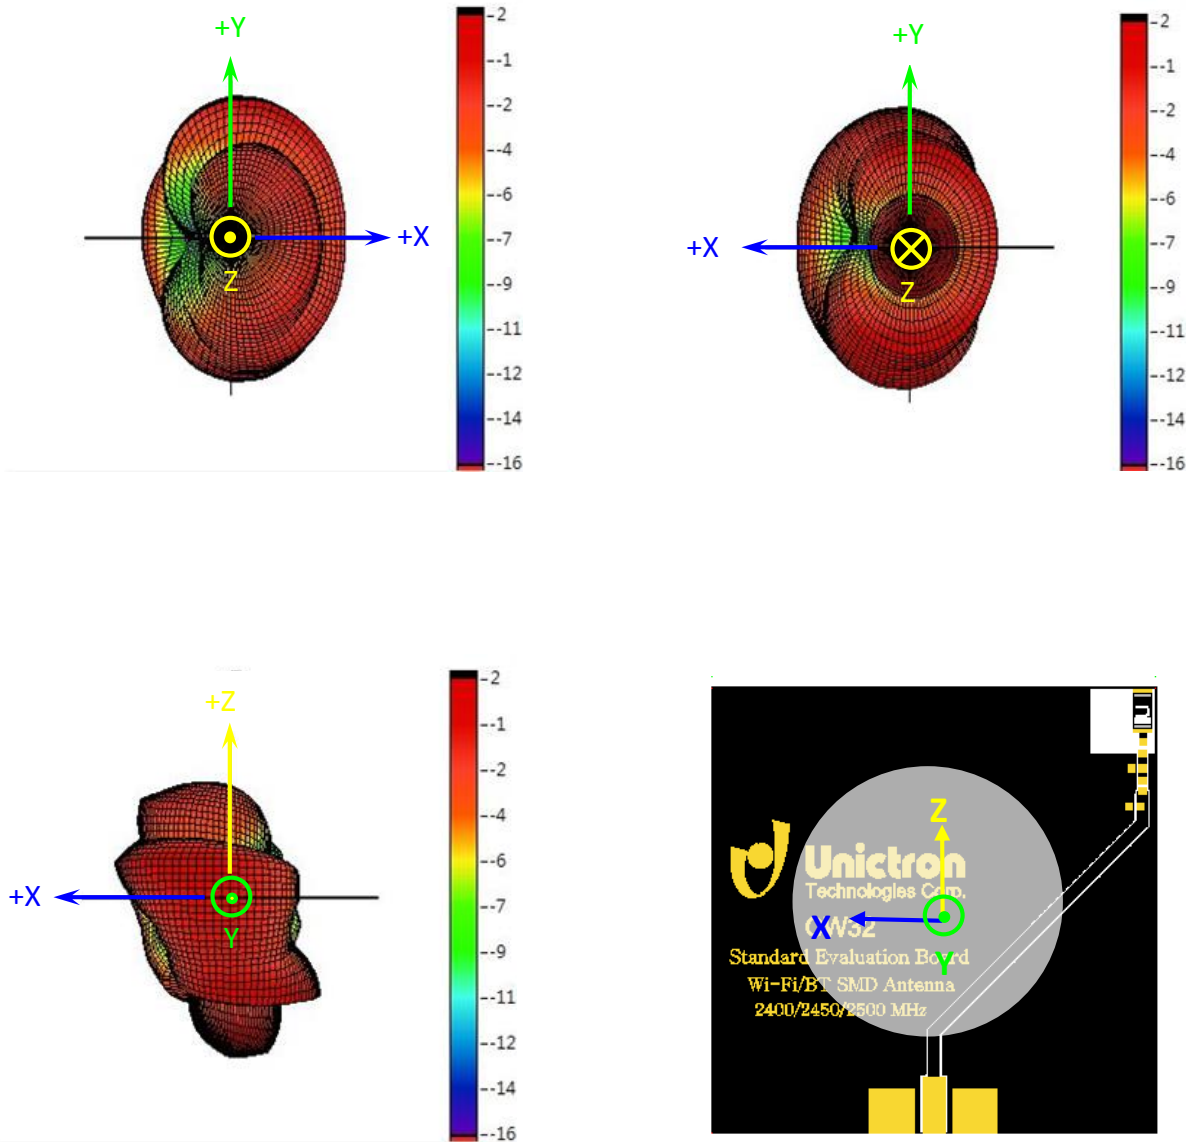 +Y
+X
Z
2
-1
-2
-4
-6
-7
-9
-11
-12
-14
-16
+Y
+X
Z
2
-1
-2
-4
-6
-7
-9
-11
-12
-14
-16
+Z
+X
Y
2
-1
-2
-4
-6
-7
-9
-11
-12
-14
-16
Z
Unictron
Technologies Corp.
X
Y
Standard Evaluation Board
Wi-Fi/BT SMD Antenna
2400/2450/2500 MHz